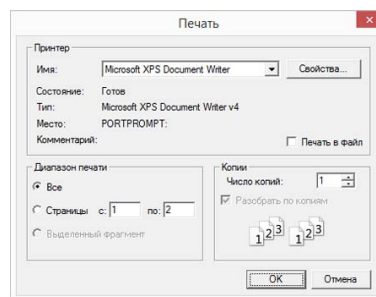 Печать
Принтер
Имя: Microsoft XPS Document Writer Свойства...
Состояние: Готов
Тип: Microsoft XPS Document Writer v4
Место: PORTPROMPT:
Комментарий: Печать в файл
Диапазон печати
Все
Страницы с: 1 по: 2
Выделенный фрагмент
Копии
Число копий: 1
Разобрать по копиям
1 2 3 1 2 3
OK Отмена